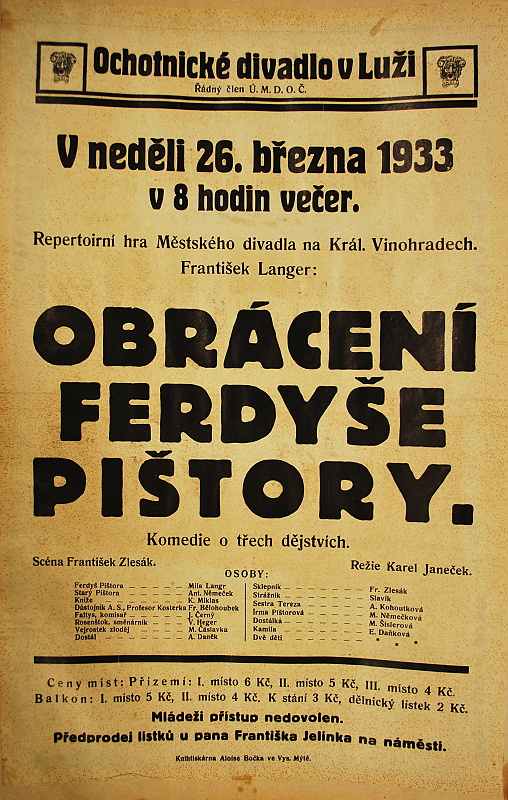 Ochotnické divadlo v Luži
Řádný člen Ú. M. D. O. Č.
V neděli 26. března 1933
v 8 hodin večer.
Repertoirní hra Městského divadla na Král. Vinohradech.
František Langer:
OBRÁCENÍ
FERDYŠE
PIŠTORY.
Komedie o třech dějstvích.
Scéna František Zlesák.
Režie Karel Janeček.
OSOBY:
Ferdyš Pištora — Mila Langr
Starý Pištora — Ant. Němeček
Kníže — K. Miklas
Důstojník A. S., Profesor Kosterka Fr. Bělohoubek
Faltys, komisař — J. Černý
Rosenštok, směnárník — V. Heger
Vejrostek zloděj — M. Čáslavka
Dostál — A. Daněk
Sklepník — Fr. Zlesák
Strážník — Slavík
Sestra Tereza — A. Kohoutková
Irma Pištorová — M. Němečková
Dostálka — M. Šislerová
Kamila — E. Daňková
Dvě děti — * * *
Ceny míst: Přízemí: I. místo 6 Kč, II. místo 5 Kč, III. místo 4 Kč.
Balkon: I. místo 5 Kč, II. místo 4 Kč. K stání 3 Kč, dělnický lístek 2 Kč.
Mládeži přístup nedovolen.
Předprodej lístků u pana Františka Jelínka na náměstí.
Knihtiskárna Aloise Bočka ve Vys. Mýtě.